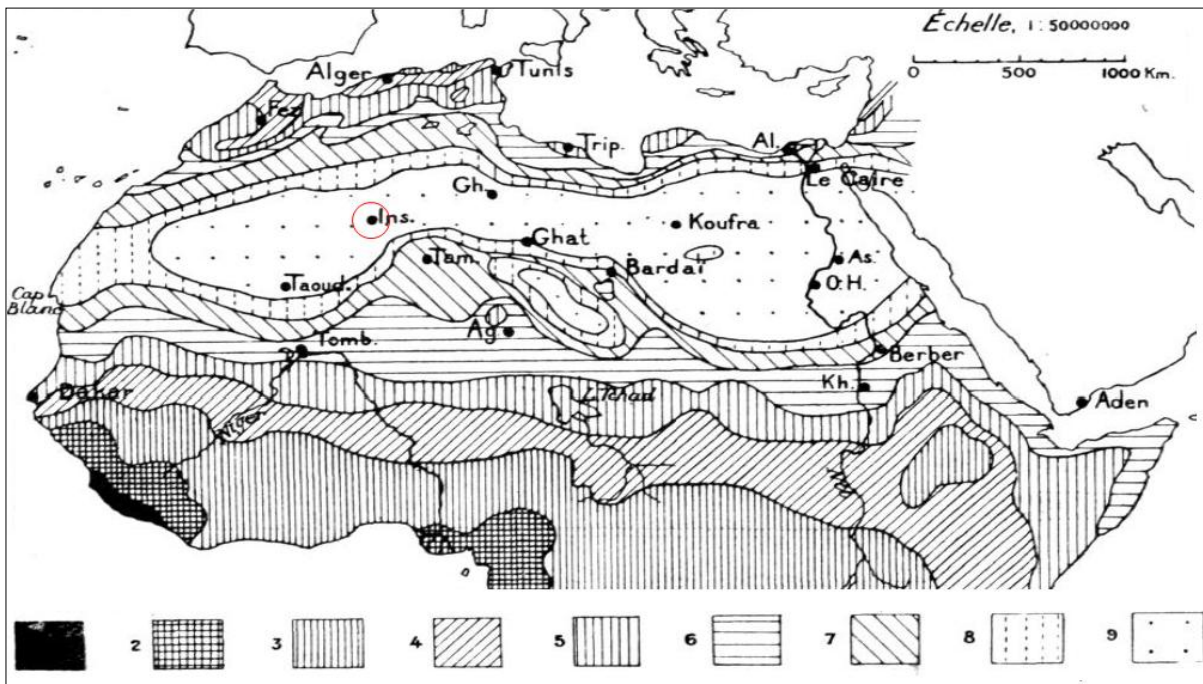 Échelle, 1:50000000
0 500 1000 Km.
Alger
Tunis
Fez
Trip.
Al.
Le Caire
Gh.
Ins.
Koufra
Ghat
As.
Tam.
Bardaï
Taoud.
O.H.
Cap
Blanc
Ag.
Tomb.
Berber
Kh.
Dakar
L.Tchad
Aden
Niger
Nil
2 3 4 5 6 7 8 9